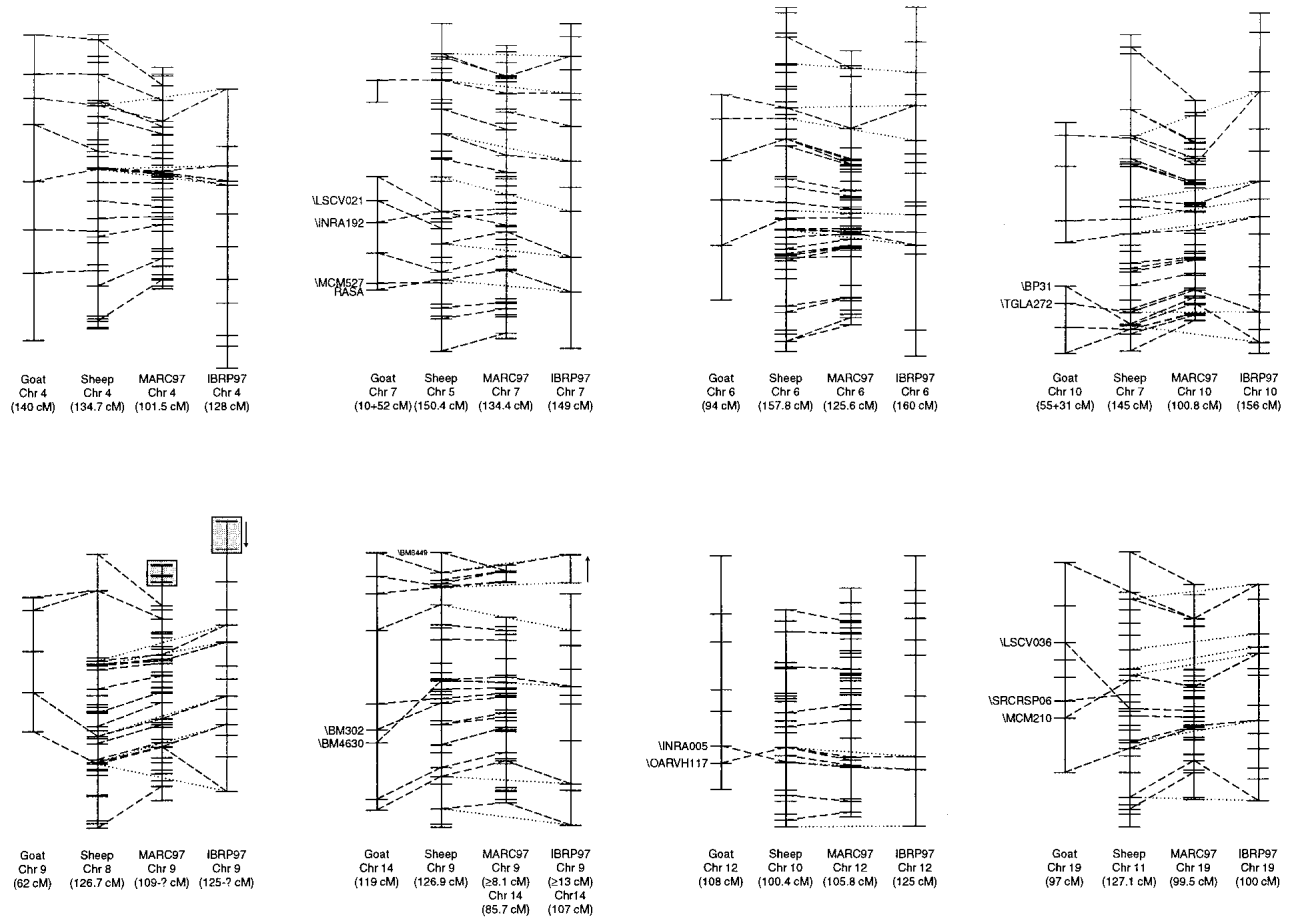 \LSCV021
\INRA192
\MCM527
RASA
\BP31
\TGLA272
Goat Sheep MARC97 IBRP97
Chr 4 Chr 4 Chr 4 Chr 4
(140 cM) (134.7 cM) (101.5 cM) (128 cM)
Goat Sheep MARC97 IBRP97
Chr 7 Chr 5 Chr 7 Chr 7
(10+52 cM) (150.4 cM) (134.4 cM) (149 cM)
Goat Sheep MARC97 IBRP97
Chr 6 Chr 6 Chr 6 Chr 6
(94 cM) (157.8 cM) (125.6 cM) (160 cM)
Goat Sheep MARC97 IBRP97
Chr 10 Chr 7 Chr 10 Chr 10
(55+31 cM) (145 cM) (100.8 cM) (156 cM)
\BM302
\BM4630
\INRA005
\OARVH117
\LSCV036
\SRCRSP06
\MCM210
Goat Sheep MARC97 IBRP97
Chr 9 Chr 8 Chr 9 Chr 9
(62 cM) (126.7 cM) (109-? cM) (125-? cM)
Goat Sheep MARC97 IBRP97
Chr 14 Chr 9 Chr 9 Chr 9
(119 cM) (126.9 cM) (≥8.1 cM) (≥13 cM)
Chr 14 Chr14
(85.7 cM) (107 cM)
Goat Sheep MARC97 IBRP97
Chr 12 Chr 10 Chr 12 Chr 12
(108 cM) (100.4 cM) (105.8 cM) (125 cM)
Goat Sheep MARC97 IBRP97
Chr 19 Chr 11 Chr 19 Chr 19
(97 cM) (127.1 cM) (99.5 cM) (100 cM)